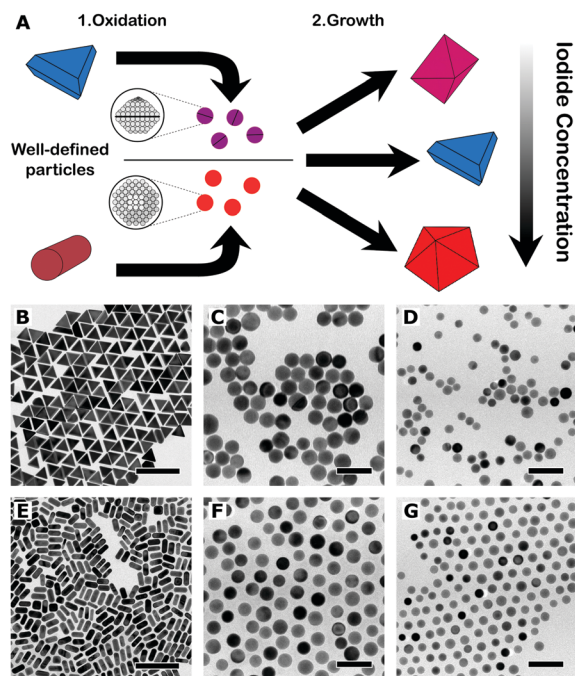 A
1.Oxidation
2.Growth
Well-defined
particles
Iodide Concentration
B
C
D
E
F
G